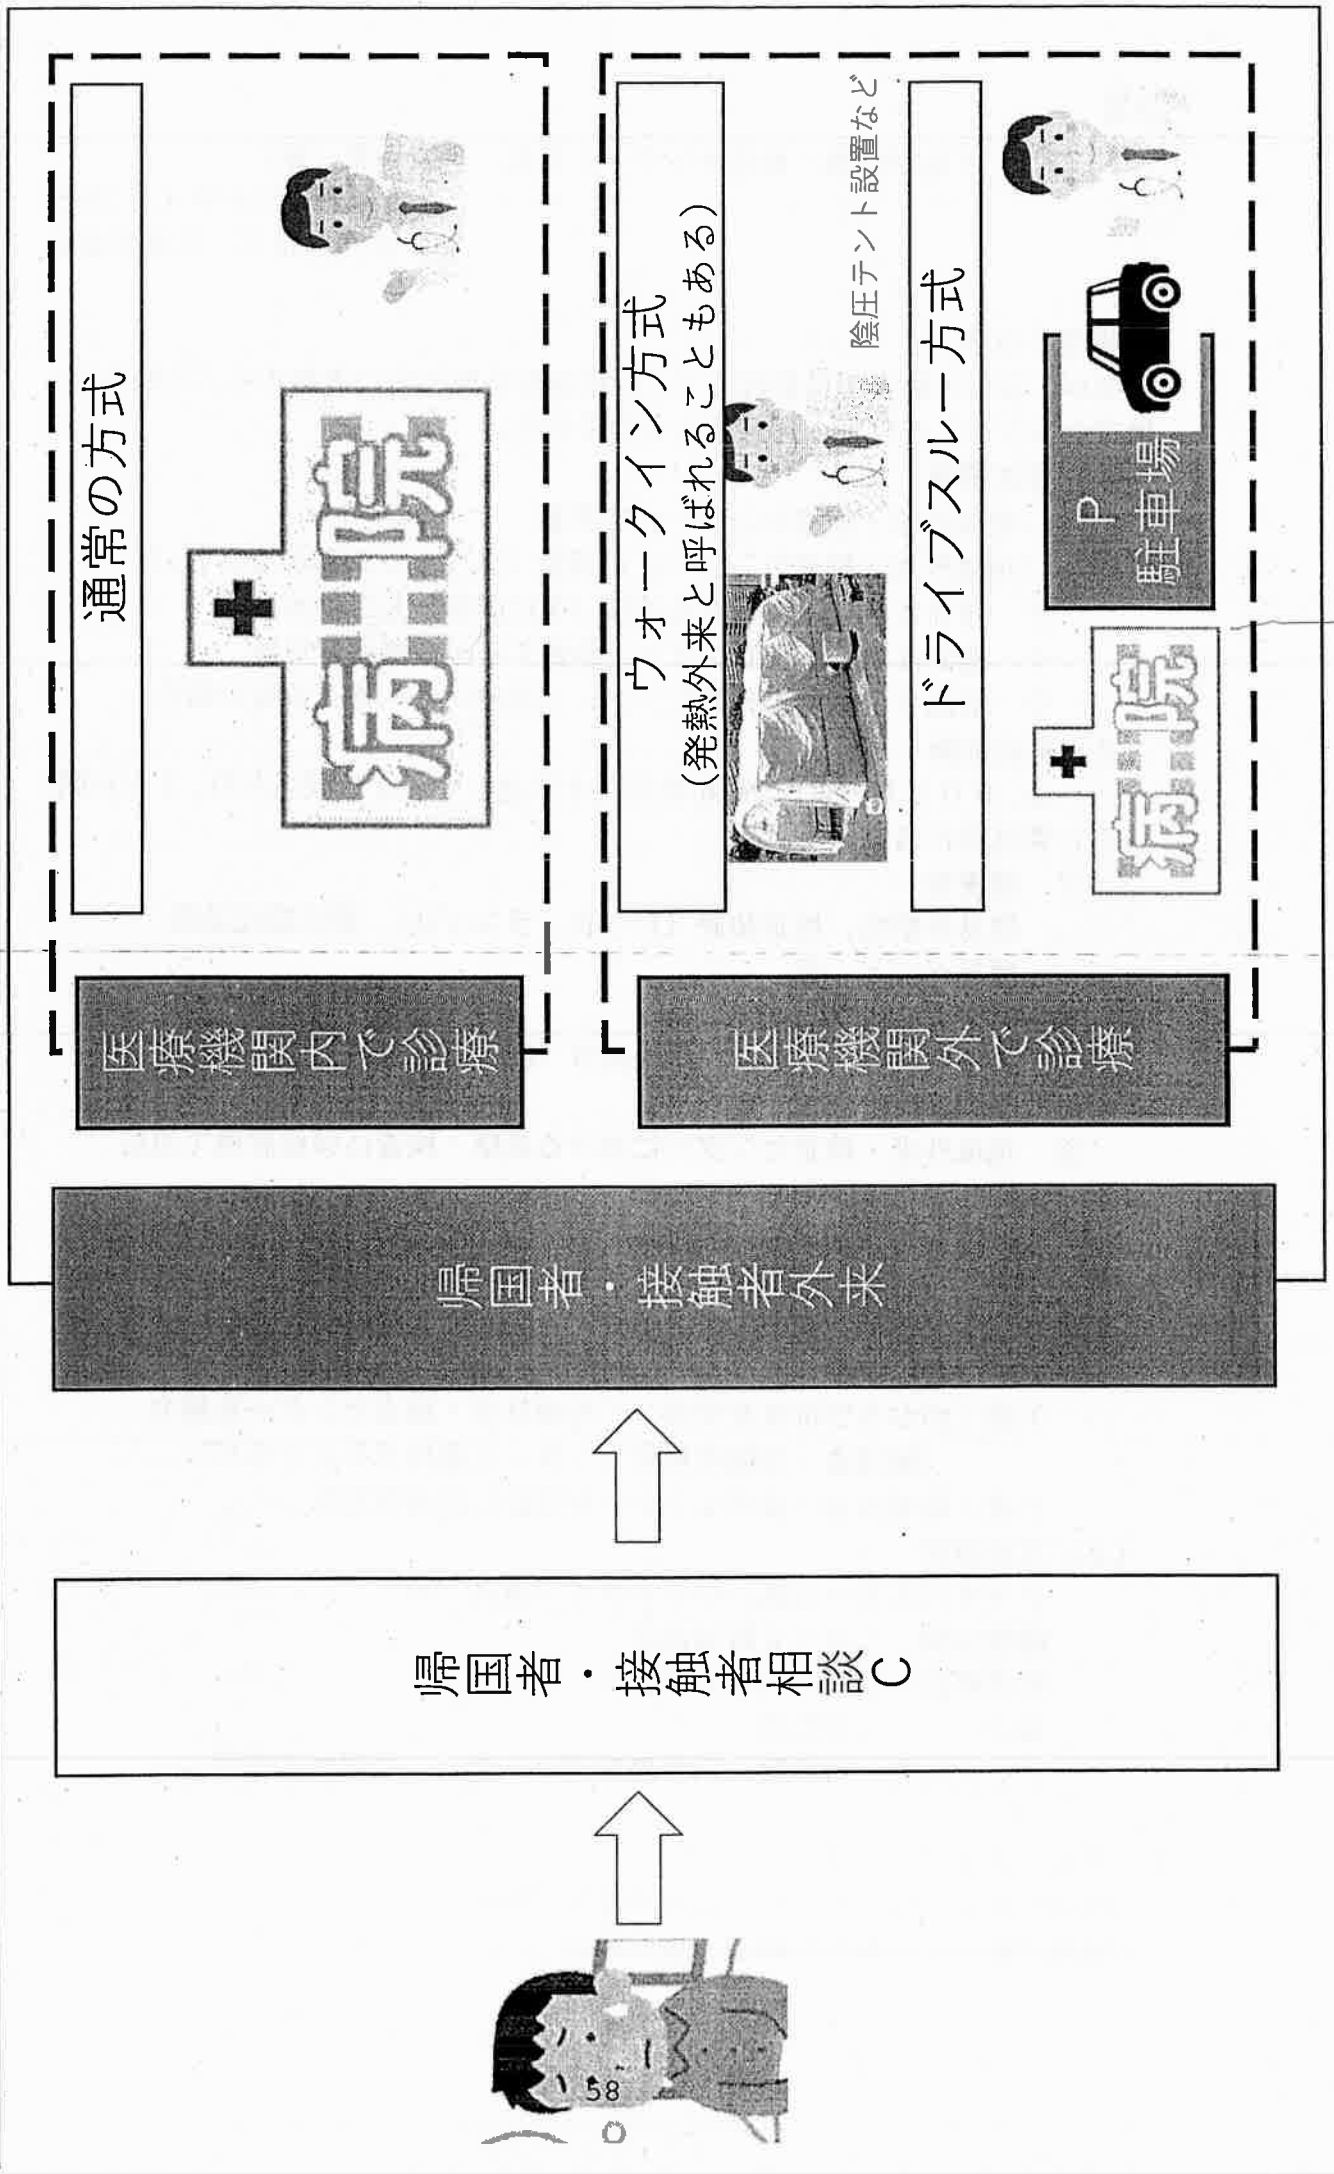 帰国者・接触者相談C
帰国者・接触者外来
医療機関内で診療
通常の方式
病院
医療機関外で診療
ウォークイン方式
(発熱外来と呼ばれることもある)
陰圧テント設置など
ドライブスルー方式
病院
P
駐車場
58